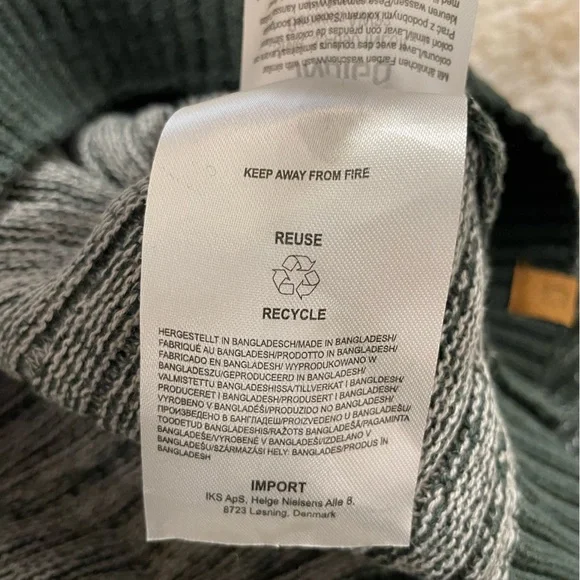 KEEP AWAY FROM FIRE
REUSE
RECYCLE
HERGESTELLT IN BANGLADESCH/MADE IN BANGLADESH/
FABRIQUÉ AU BANGLADESH/PRODOTTO IN BANGLADESH/
FABRICADO EN BANGLADESH/ WYPRODUKOWANO W
BANGLADESZU/GEPRODUCEERD IN BANGLADESH/
VALMISTETTU BANGLADESHISSA/TILLVERKAT I BANGLADESH/
PRODUCERET I BANGLADESH/PRODUSERT I BANGLADESH/
VYROBENO V BANGLADÉŠI/PRODUZIDO NO BANGLADESH/
ПРОИЗВЕДЕНО В БАНГЛАДЕШ/PROIZVEDENO U BANGLADEŠU/
TOODETUD BANGLADESHIS/RAŽOTS BANGLADEŠĀ/PAGAMINTA
BANGLADEŠE/VYROBENÉ V BANGLADÉŠI/IZDELANO V
BANGLADEŠU/SZÁRMAZÁSI HELY: BANGLADES/PRODUS ÎN
BANGLADESH
IMPORT
IKS ApS, Helge Nielsens Alle 8.
8723 Løsning, Denmark